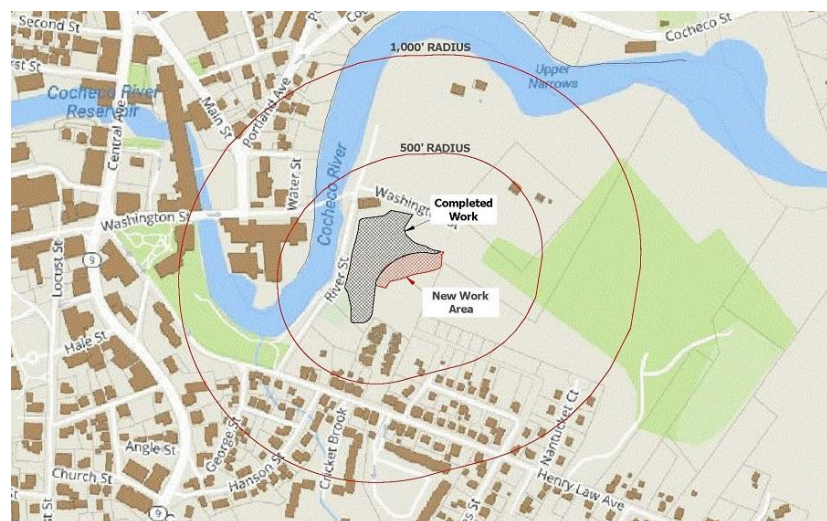 Second St
1,000' RADIUS
Cocheco St
Upper
Narrows
Cocheco River
Reservoir
Main St
Portland Ave
Central Ave
500' RADIUS
Water St
Cocheco River
Washington St
Washington St
Completed
Work
9
Locust St
River St
New Work
Area
Hale St
George St
Angle St
Hanson St
Cricket Brook
Nantucket Ct
Church St
Henry Law Ave
9